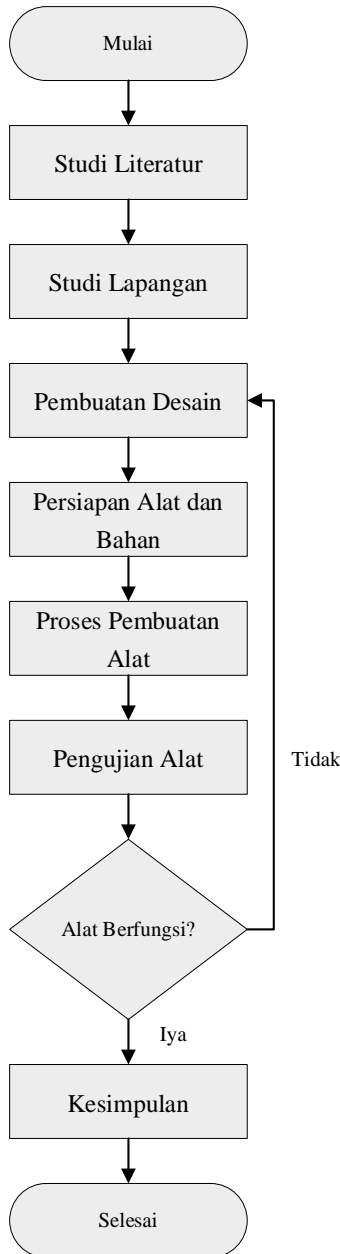 Mulai
Studi Literatur
Studi Lapangan
Pembuatan Desain
Persiapan Alat dan
Bahan
Proses Pembuatan
Alat
Pengujian Alat
Tidak
Alat Berfungsi?
Iya
Kesimpulan
Selesai